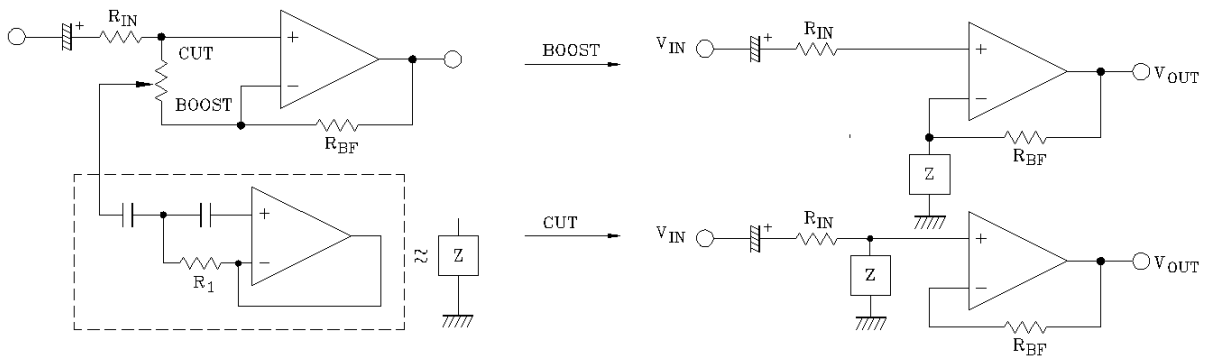 R_IN
+
CUT
+
−
BOOST
R_BF
+
−
R_1
≈
Z
BOOST
V_IN
+
R_IN
+
−
V_OUT
R_BF
Z
CUT
V_IN
+
R_IN
Z
+
−
V_OUT
R_BF